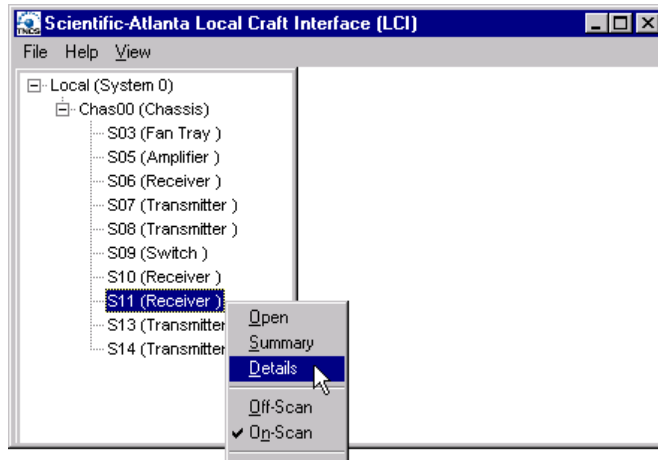 Scientific-Atlanta Local Craft Interface (LCI)
File Help View
Local (System 0)
Chas00 (Chassis)
S03 (Fan Tray )
S05 (Amplifier )
S06 (Receiver )
S07 (Transmitter )
S08 (Transmitter )
S09 (Switch )
S10 (Receiver )
S11 (Receiver )
S13 (Transmitter
S14 (Transmitter
Open
Summary
Details
Off-Scan
On-Scan